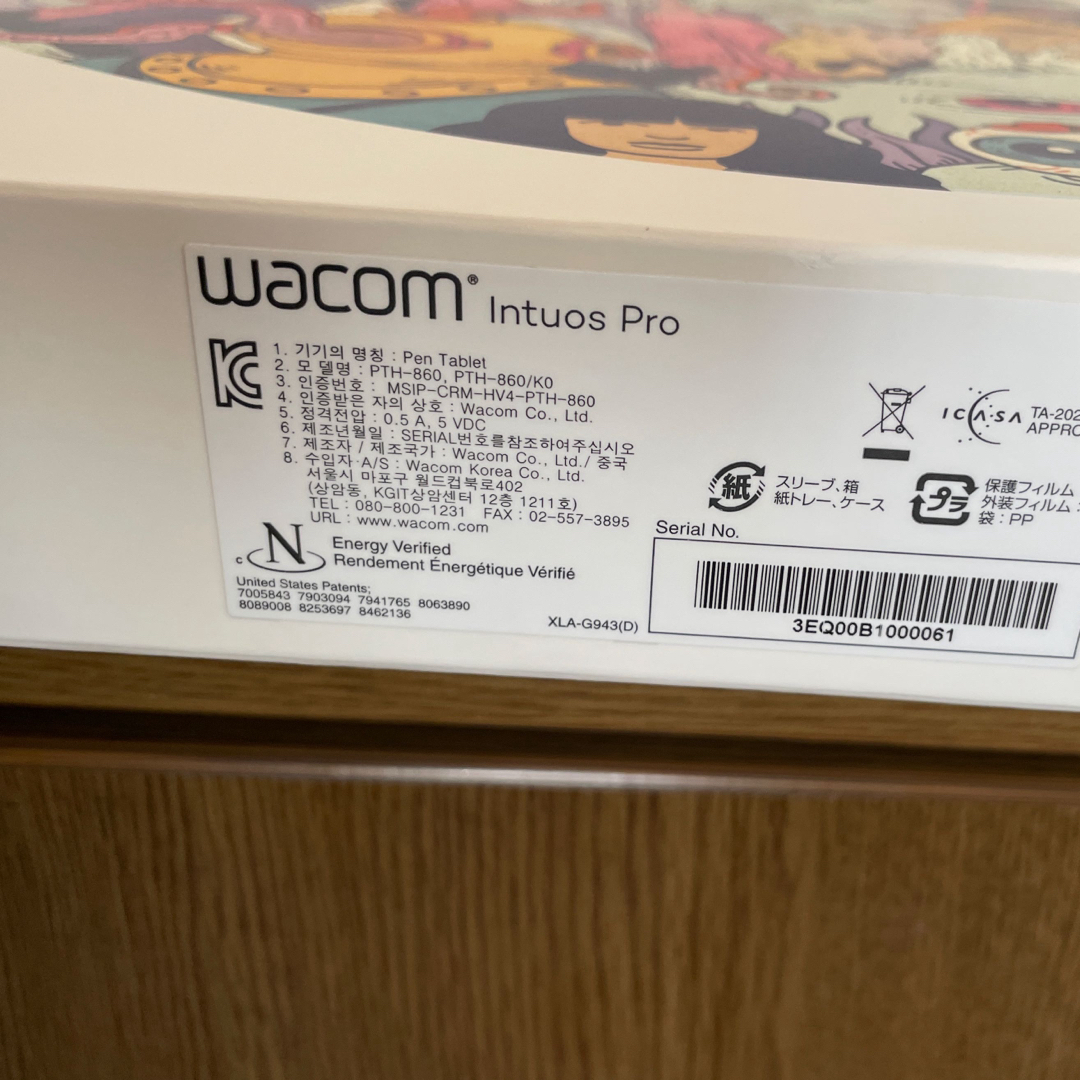 wacom® Intuos Pro
1. 기기의 명칭 : Pen Tablet
2. 모 델명 : PTH-860, PTH-860/K0
3. 인증번호 : MSIP-CRM-HV4-PTH-860
4. 인증받은 자의 상호 : Wacom Co., Ltd.
5. 정격전압 : 0.5 A, 5 VDC
6. 제조년월일 : SERIAL번호를참조하여주십시오
7. 제조자 / 제조국가 : Wacom Co., Ltd./ 중국
8. 수입자·A/S : Wacom Korea Co., Ltd.
서울시 마포구 월드컵북로402
(상암동, KGIT상암센터 12층 1211호)
TEL : 080-800-1231 FAX : 02-557-3895
URL : www.wacom.com
C N Energy Verified
Rendement Énergétique Vérifié
United States Patents;
7005843 7903094 7941765 8063890
8089008 8253697 8462136
XLA-G943(D)
ICASA TA-202
APPRO
紙 スリーブ、箱
紙トレー、ケース
プラ 保護フィルム
外装フィルム :
袋 : PP
Serial No.
3EQ00B1000061